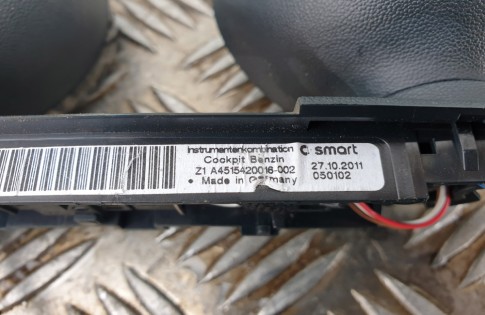 Instrumentenkombination smart
Cockpit Benzin 27.10.2011
Z1 A4515420016-002 050102
• Made in Germany